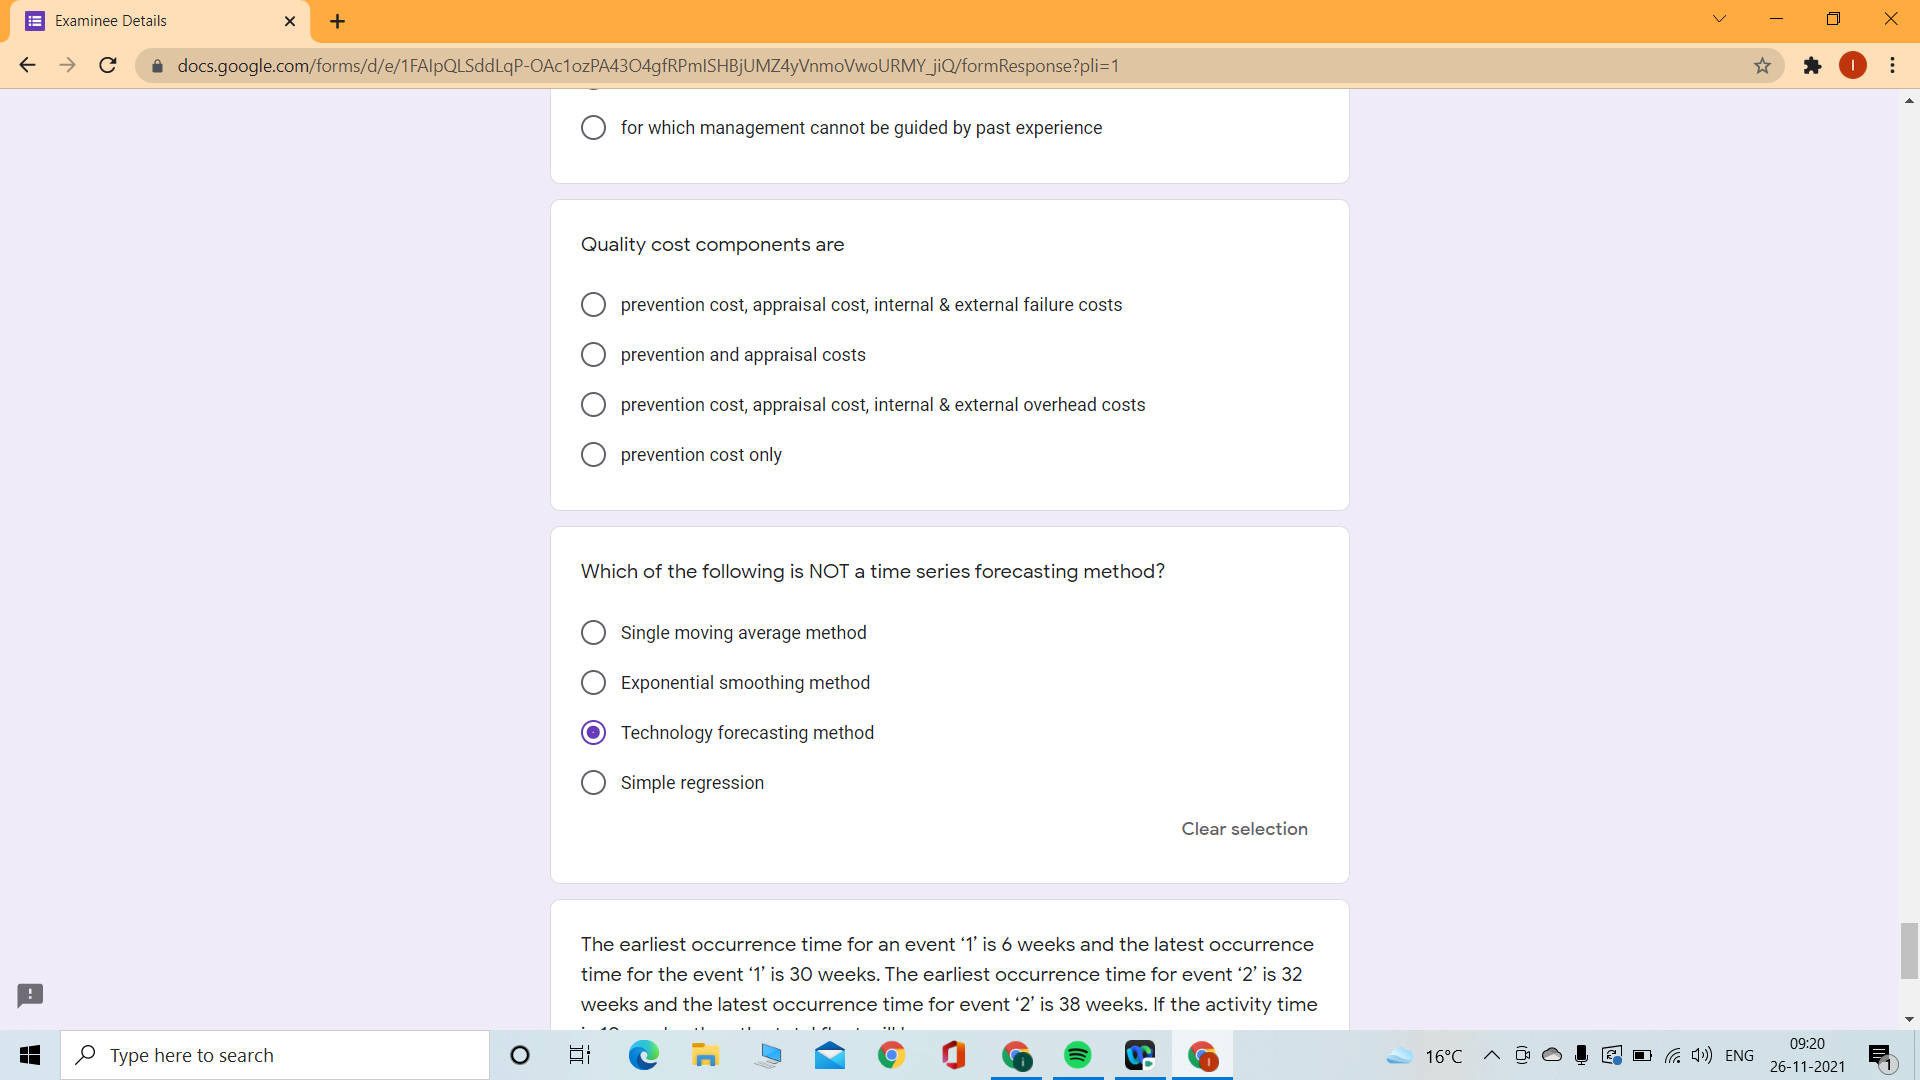 Examinee Details
docs.google.com/forms/d/e/1FAIpQLSddLqP-OAc1ozPA43O4gfRPmISHBjUMZ4yVnmoVwoURMY_jiQ/formResponse?pli=1
I
for which management cannot be guided by past experience
Quality cost components are
prevention cost, appraisal cost, internal & external failure costs
prevention and appraisal costs
prevention cost, appraisal cost, internal & external overhead costs
prevention cost only
Which of the following is NOT a time series forecasting method?
Single moving average method
Exponential smoothing method
Technology forecasting method
Simple regression
Clear selection
The earliest occurrence time for an event ‘1’ is 6 weeks and the latest occurrence
time for the event ‘1’ is 30 weeks. The earliest occurrence time for event ‘2’ is 32
weeks and the latest occurrence time for event ‘2’ is 38 weeks. If the activity time
Type here to search
16°C
ENG
09:20
26-11-2021
1